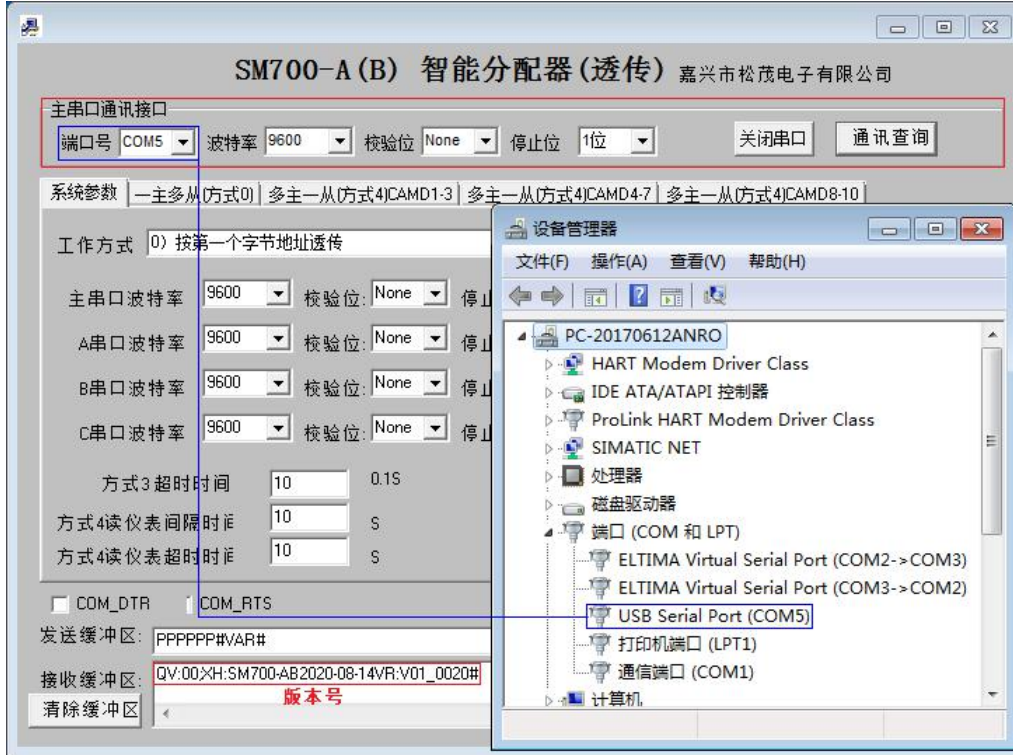 SM700-A(B) 智能分配器(透传) 嘉兴市松茂电子有限公司
主串口通讯接口
端口号 COM5 波特率 9600 校验位 None 停止位 1位 关闭串口 通讯查询
系统参数 一主多从(方式0) 多主一从(方式4)CAMD1-3 多主一从(方式4)CAMD4-7 多主一从(方式4)CAMD8-10
工作方式 0) 按第一个字节地址透传
主串口波特率 9600 校验位: None 停止
A串口波特率 9600 校验位: None 停止
B串口波特率 9600 校验位: None 停止
C串口波特率 9600 校验位: None 停止
方式3超时时间 10 0.1S
方式4读仪表间隔时间 10 S
方式4读仪表超时时间 10 S
COM_DTR COM_RTS
发送缓冲区: PPPPPP#VAR#
接收缓冲区: QV:00;XH:SM700-AB2020-08-14VR:V01_0020#
版本号
清除缓冲区
设备管理器
文件(F) 操作(A) 查看(V) 帮助(H)
PC-20170612ANRO
HART Modem Driver Class
IDE ATA/ATAPI 控制器
ProLink HART Modem Driver Class
SIMATIC NET
处理器
磁盘驱动器
端口 (COM 和 LPT)
ELTIMA Virtual Serial Port (COM2->COM3)
ELTIMA Virtual Serial Port (COM3->COM2)
USB Serial Port (COM5)
打印机端口 (LPT1)
通信端口 (COM1)
计算机